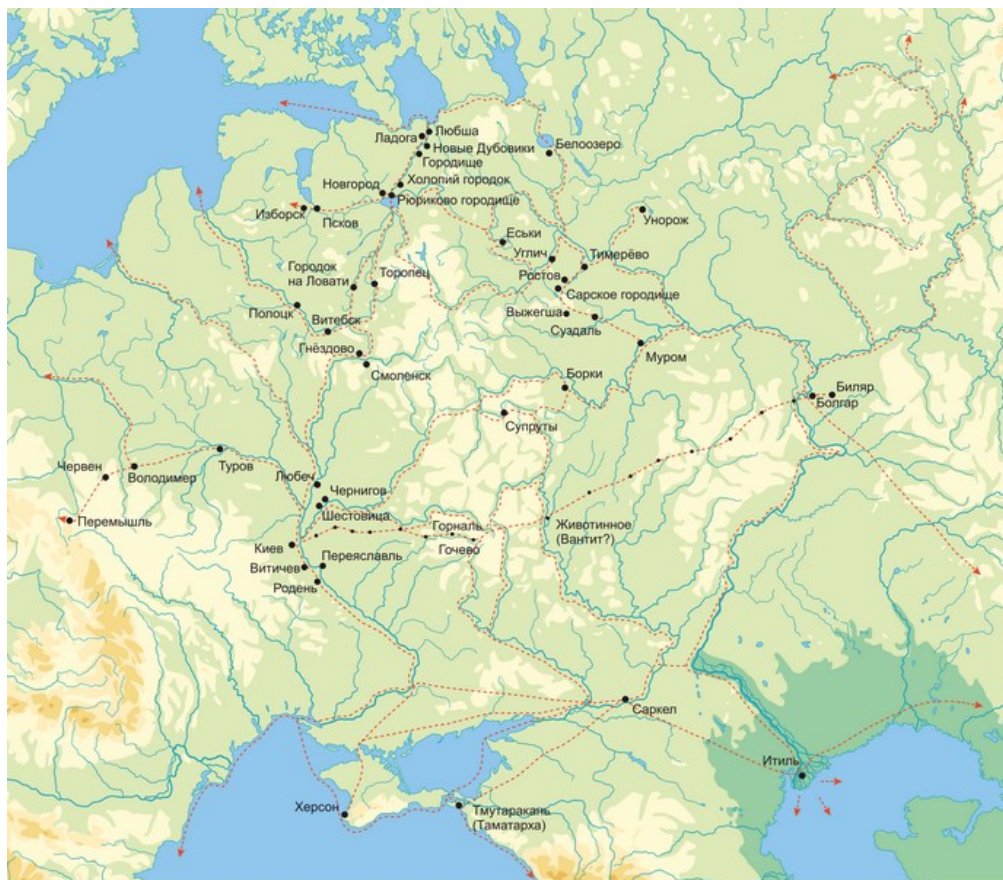 Любша
Ладога
Новые Дубовики
Городище
Белоозеро
Холопий городок
Новгород
Рюриково городище
Изборск
Псков
Унорож
Еськи
Углич
Тимерёво
Городок
на Ловати
Торопец
Ростов
Сарское городище
Полоцк
Витебск
Выжегша
Суздаль
Гнёздово
Смоленск
Муром
Борки
Биляр
Болгар
Супруты
Червен
Володимер
Туров
Любеч
Чернигов
Шестовица
Перемышль
Горналь
Животинное
(Вантит?)
Киев
Гочево
Витичев
Переяславль
Родень
Саркел
Итиль
Херсон
Тмутаракань
(Таматарха)